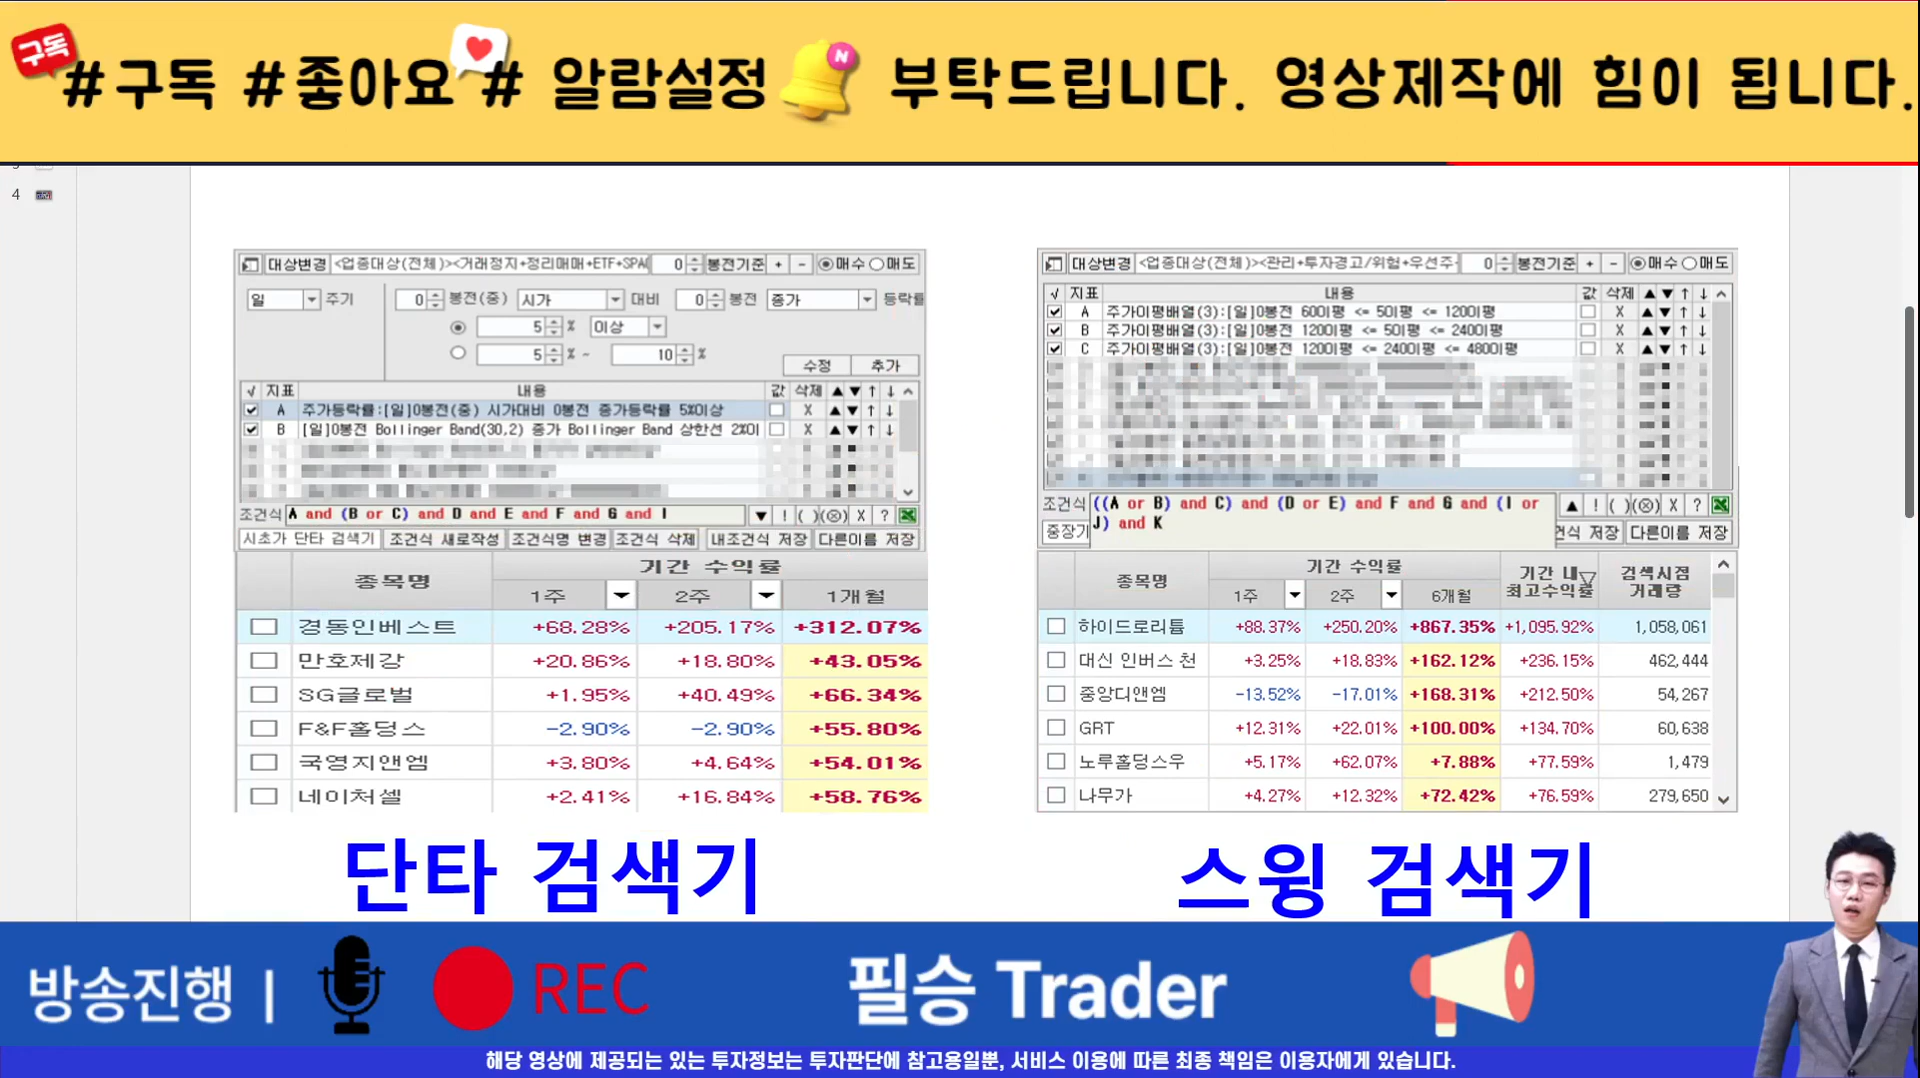 구독
#구독 #좋아요 # 알람설정 N 부탁드립니다. 영상제작에 힘이 됩니다.
4
대상변경 <업종대상(전체)><거래정지+정리매매+ETF+SPA( 0 봉전기준 + - 매수 매도
일 주기 0 봉전(중) 시가 대비 0 봉전 종가 등락률
5 % 이상
5 % ~ 10 %
수정 추가
√ 지표 내용 값 삭제 ▲ ▼ ↑ ↓
A 주가등락률:[일]0봉전(중) 시가대비 0봉전 종가등락률 5%이상 X ▲ ▼ ↑ ↓
B [일]0봉전 Bollinger Band(30,2) 종가 Bollinger Band 상한선 2%이 X ▲ ▼ ↑ ↓
조건식 A and (B or C) and D and E and F and G and I ▼ ! ( ) (⊗) X ?
시초가 단타 검색기 조건식 새로작성 조건식명 변경 조건식 삭제 내조건식 저장 다른이름 저장
종목명 기간 수익률
1주 2주 1개월
경동인베스트 +68.28% +205.17% +312.07%
만호제강 +20.86% +18.80% +43.05%
SG글로벌 +1.95% +40.49% +66.34%
F&F홀딩스 -2.90% -2.90% +55.80%
국영지앤엠 +3.80% +4.64% +54.01%
네이처셀 +2.41% +16.84% +58.76%
단타 검색기
대상변경 <업종대상(전체)><관리+투자경고/위험+우선주· 0 봉전기준 + - 매수 매도
√ 지표 내용 값 삭제 ▲ ▼ ↑ ↓
A 주가이평배열(3):[일]0봉전 60이평 <= 5이평 <= 120이평 X ▲ ▼ ↑ ↓
B 주가이평배열(3):[일]0봉전 120이평 <= 5이평 <= 240이평 X ▲ ▼ ↑ ↓
C 주가이평배열(3):[일]0봉전 120이평 <= 240이평 <= 480이평 X ▲ ▼ ↑ ↓
조건식 ((A or B) and C) and (D or E) and F and G and (I or ▲ ! ( ) (⊗) X ?
J) and K
중장기 건식 저장 다른이름 저장
종목명 기간 수익률 기간 내 최고수익률 검색시점 거래량
1주 2주 6개월
하이드로리튬 +88.37% +250.20% +867.35% +1,095.92% 1,058,061
대신 인버스 천 +3.25% +18.83% +162.12% +236.15% 462,444
중앙디앤엠 -13.52% -17.01% +168.31% +212.50% 54,267
GRT +12.31% +22.01% +100.00% +134.70% 60,638
노루홀딩스우 +5.17% +62.07% +7.88% +77.59% 1,479
나무가 +4.27% +12.32% +72.42% +76.59% 279,650
스윙 검색기
방송진행 | REC 필승 Trader
해당 영상에 제공되는 있는 투자정보는 투자판단에 참고용일뿐, 서비스 이용에 따른 최종 책임은 이용자에게 있습니다.